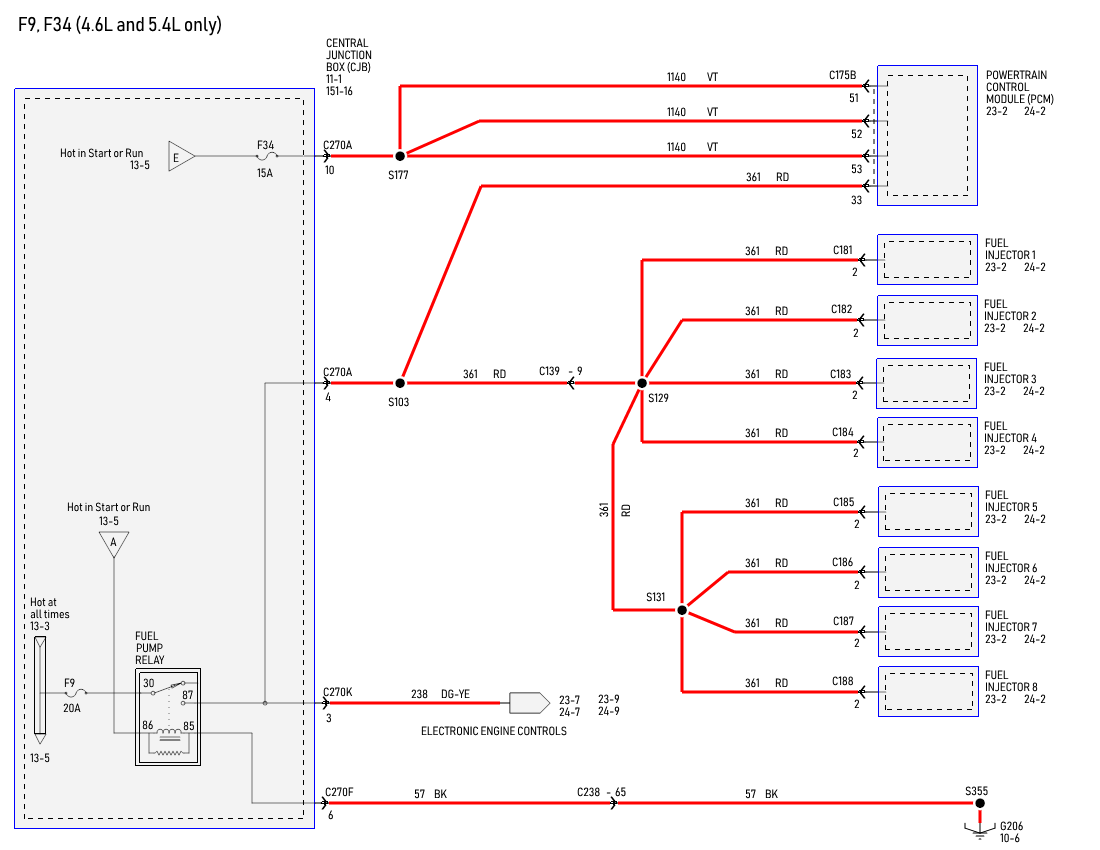 F9, F34 (4.6L and 5.4L only)
CENTRAL
JUNCTION
BOX (CJB)
11-1
151-16
1140 VT
C175B
51
POWERTRAIN
CONTROL
MODULE (PCM)
23-2 24-2
1140 VT
52
Hot in Start or Run
13-5
E
F34
15A
C270A
10
S177
1140 VT
53
361 RD
33
361 RD
C181
2
FUEL
INJECTOR 1
23-2 24-2
361 RD
C182
2
FUEL
INJECTOR 2
23-2 24-2
C270A
4
S103
361 RD
C139 - 9
S129
361 RD
C183
2
FUEL
INJECTOR 3
23-2 24-2
361 RD
C184
2
FUEL
INJECTOR 4
23-2 24-2
361
RD
361 RD
C185
2
FUEL
INJECTOR 5
23-2 24-2
361 RD
C186
2
FUEL
INJECTOR 6
23-2 24-2
S131
361 RD
C187
2
FUEL
INJECTOR 7
23-2 24-2
361 RD
C188
2
FUEL
INJECTOR 8
23-2 24-2
Hot in Start or Run
13-5
A
Hot at
all times
13-3
F9
20A
13-5
FUEL
PUMP
RELAY
30
87
86
85
C270K
3
238 DG-YE
23-7 23-9
24-7 24-9
ELECTRONIC ENGINE CONTROLS
C270F
6
57 BK
C238 - 65
57 BK
S355
G206
10-6